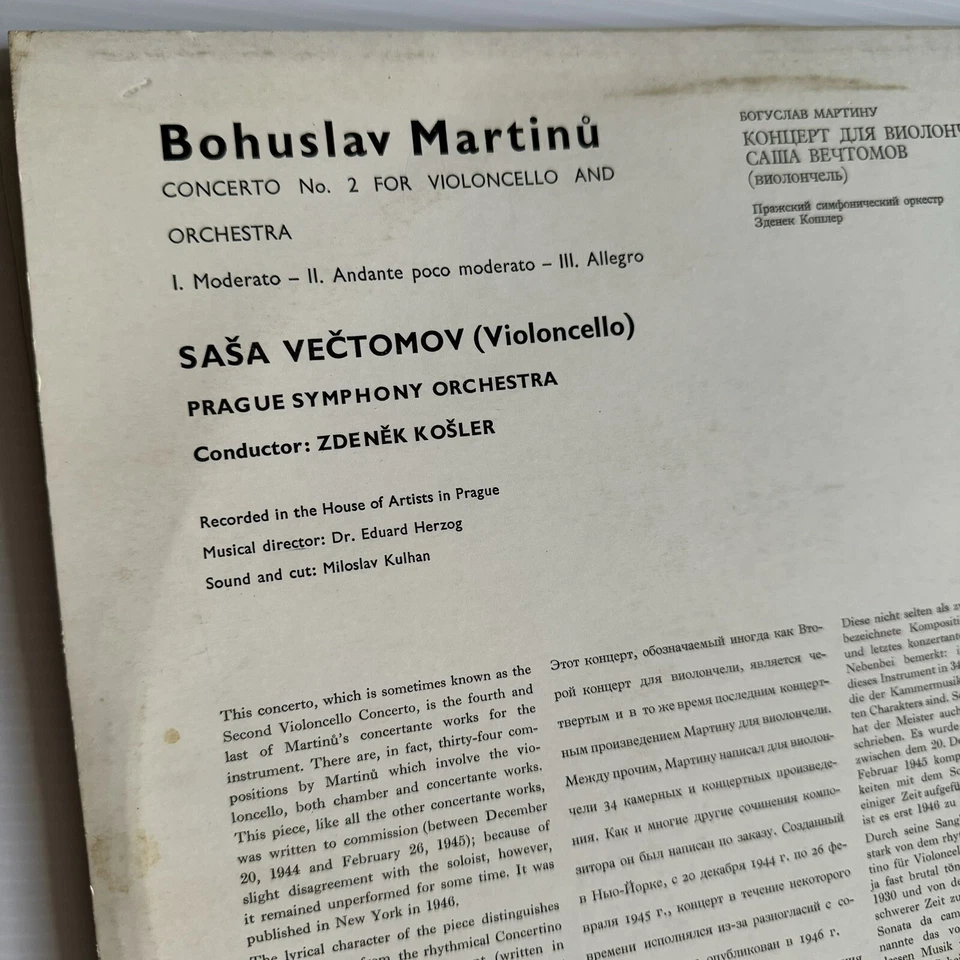 Bohuslav Martinů
CONCERTO No. 2 FOR VIOLONCELLO AND
ORCHESTRA
I. Moderato – II. Andante poco moderato – III. Allegro
SAŠA VEČTOMOV (Violoncello)
PRAGUE SYMPHONY ORCHESTRA
Conductor: ZDENĚK KOŠLER
Recorded in the House of Artists in Prague
Musical director: Dr. Eduard Herzog
Sound and cut: Miloslav Kulhan
БОГУСЛАВ МАРТИНУ
КОНЦЕРТ ДЛЯ ВИОЛОНЧ
САША ВЕЧТОМОВ
(виолончель)
Пражский симфонический оркестр
Зденек Кошлер
This concerto, which is sometimes known as the
Second Violoncello Concerto, is the fourth and
last of Martinů's concertante works for the
instrument. There are, in fact, thirty-four com-
positions by Martinů which involve the vio-
loncello, both chamber and concertante works.
This piece, like all the other concertante works,
was written to commission (between December
20, 1944 and February 26, 1945); because of
slight disagreement with the soloist, however,
it remained unperformed for some time. It was
published in New York in 1946.
The lyrical character of the piece distinguishes
from the rhythmical Concertino
(written in
Этот концерт, обозначаемый иногда как Вто-
рой концерт для виолончели, является че-
твертым и в то же время последним концерт-
ным произведением Мартину для виолончели.
Между прочим, Мартину написал для виолон-
чели 34 камерных и концертных произведе-
ния. Как и многие другие сочинения компо-
зитора он был написан по заказу. Созданный
в Нью-Йорке, с 20 декабря 1944 г. по 26 фе-
враля 1945 г., концерт в течение некоторого
времени исполнялся из-за разногласий с со-
опубликован в 1946 г.
Diese nicht selten als
bezeichnete Kompositi
und letztes konzertant
Nebenbei bemerkt:
dieses Instrument in 34
die der Kammermusik
ten Charakters sind. S
hat der Meister auch
schrieben. Es wurde
zwischen dem 20. De
Februar 1945 komp
keiten mit dem So
einiger Zeit aufgefü
ist es erst 1946 zu
Durch seine Sang
stark von dem rhy
tino für Violoncel
ja fast brutal tön
1930 und von de
schwerer Zeit zu
Sonata da cam
nannte das vo
Musik